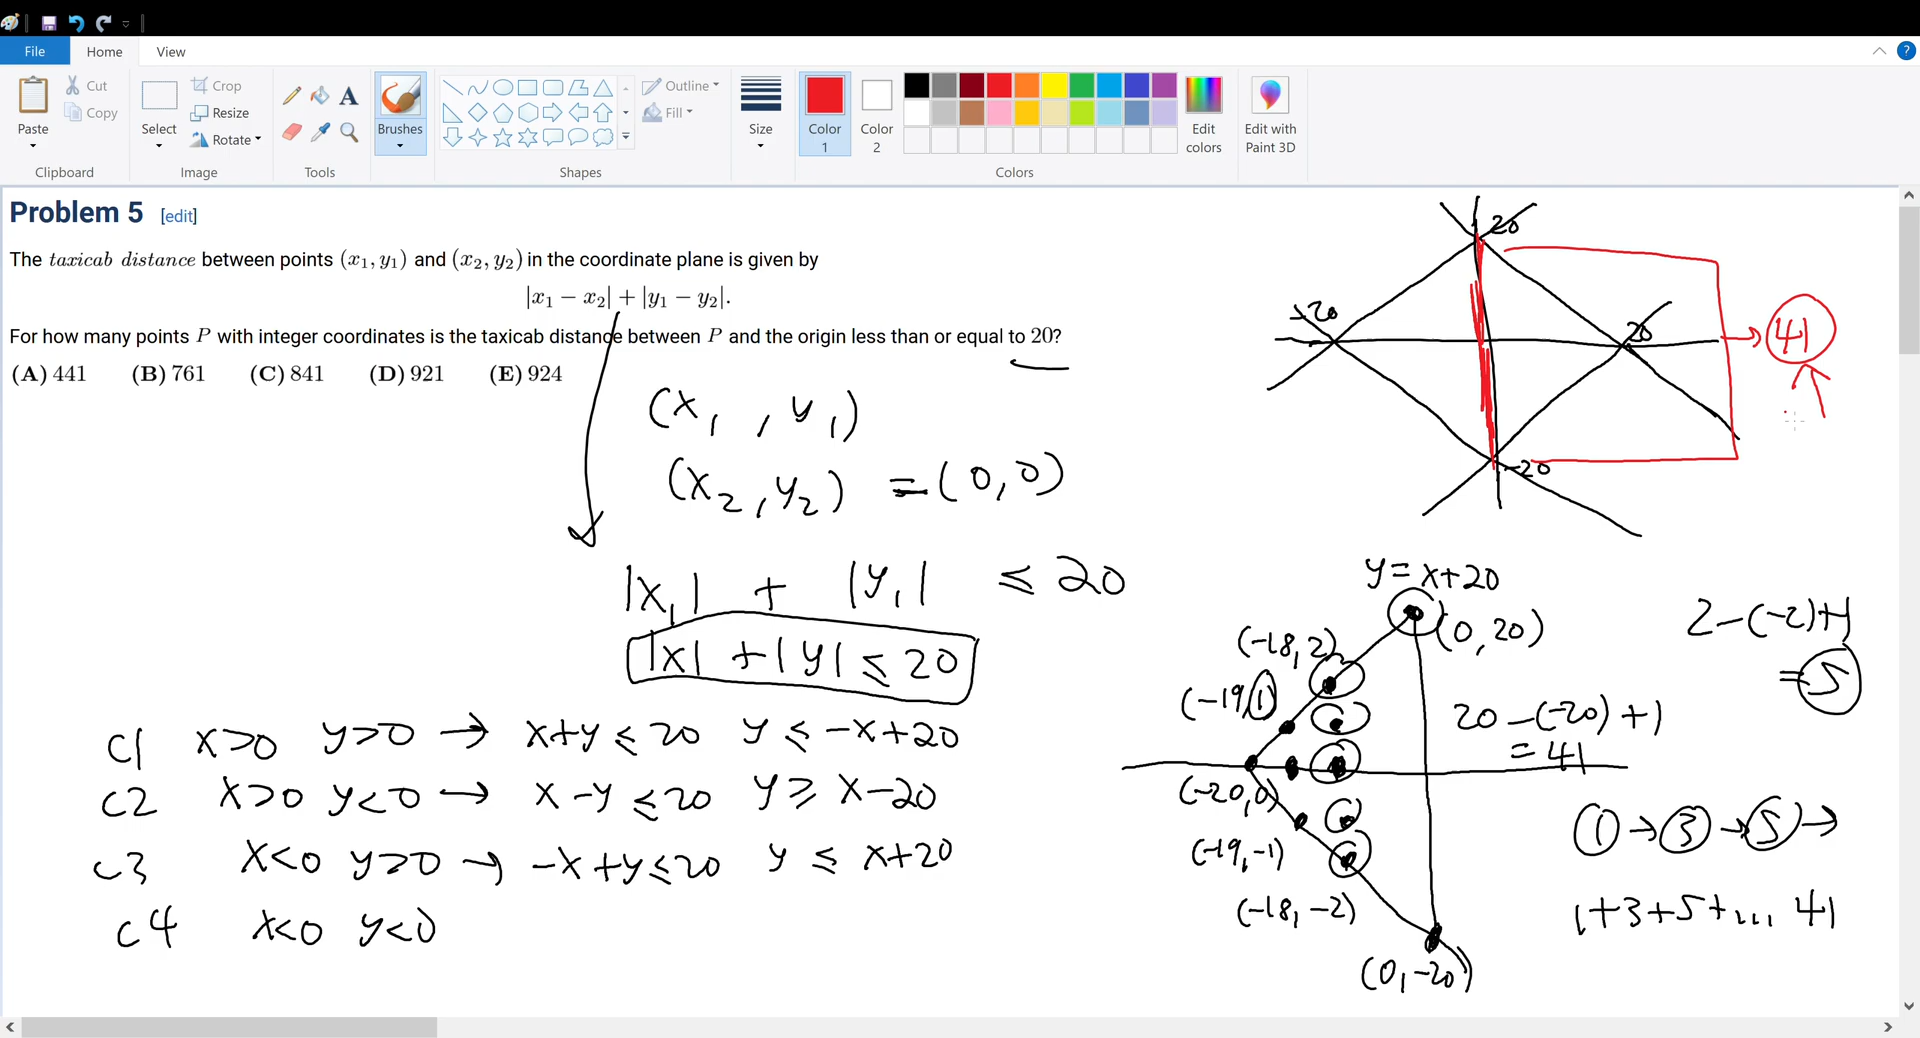 File Home View
Paste
Cut
Copy
Clipboard
Select
Crop
Resize
Rotate
Image
A
Tools
Brushes
Shapes
Outline
Fill
Size
Color 1
Color 2
Edit colors
Edit with Paint 3D
Colors
?
Problem 5 [edit]
The taxicab distance between points (x₁, y₁) and (x₂, y₂) in the coordinate plane is given by
|x₁ − x₂| + |y₁ − y₂|.
For how many points P with integer coordinates is the taxicab distance between P and the origin less than or equal to 20?
(A) 441 (B) 761 (C) 841 (D) 921 (E) 924
(x₁, y₁)
(x₂, y₂) = (0, 0)
|x₁| + |y₁| ≤ 20
|x| + |y| ≤ 20
C1 x>0 y>0 → x+y ≤ 20 y ≤ -x+20
C2 x>0 y<0 → x-y ≤ 20 y ≥ x-20
C3 x<0 y>0 → -x+y ≤ 20 y ≤ x+20
C4 x<0 y<0
20
20
-20
41
y = x+20
(0, 20)
(-18, 2)
(-19, 1)
(-20, 0)
(-19, -1)
(-18, -2)
(0, -20)
2-(-2)+1
= 5
20-(-20)+1
= 41
1 → 3 → 5 →
1+3+5+... 41